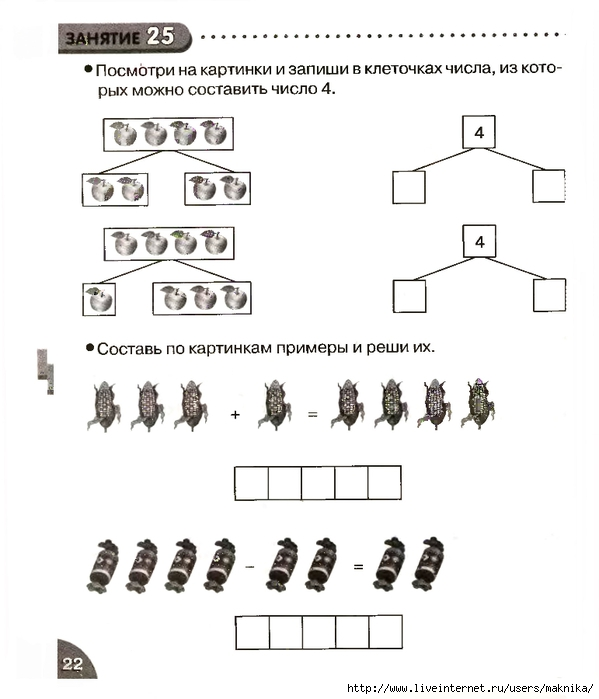 ЗАНЯТИЕ 25
• Посмотри на картинки и запиши в клеточках числа, из кото-
рых можно составить число 4.
4
4
• Составь по картинкам примеры и реши их.
+ =
- =
22
http://www.liveinternet.ru/users/maknika/